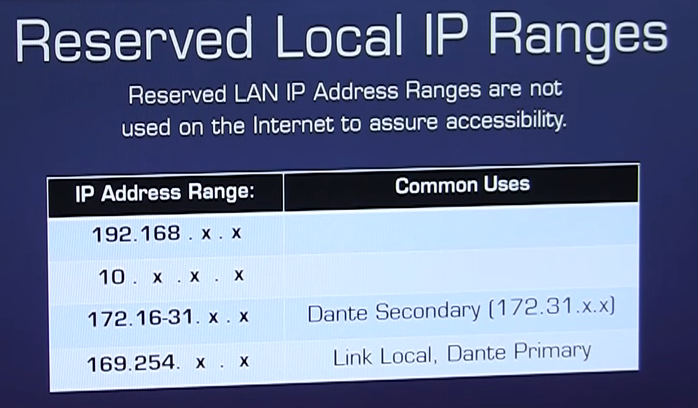 Reserved Local IP Ranges
Reserved LAN IP Address Ranges are not
used on the Internet to assure accessibility.
IP Address Range: Common Uses
192.168 . x . x
10 . x . x . x
172.16-31. x . x Dante Secondary (172.31.x.x)
169.254. x . x Link Local, Dante Primary